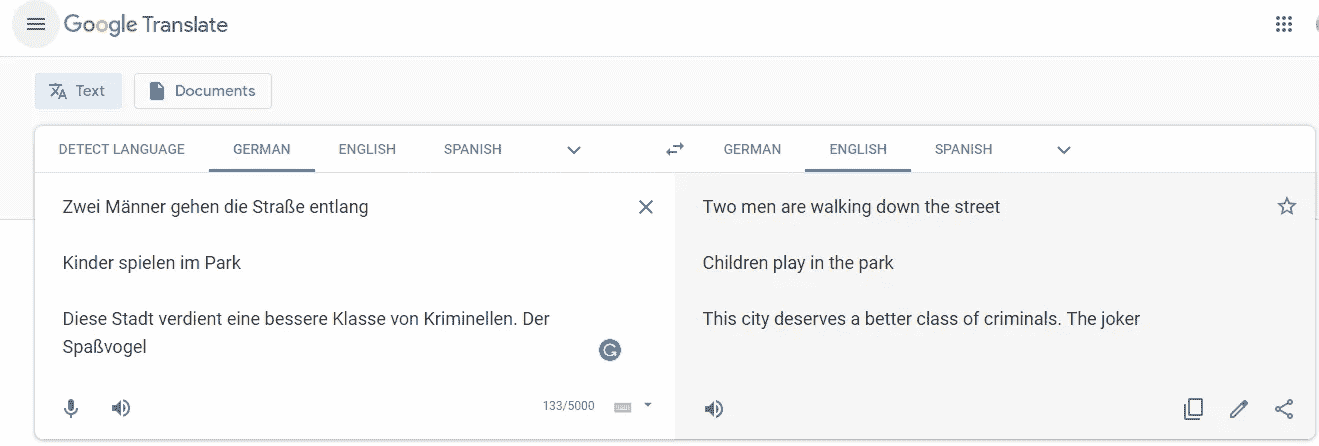 Google Translate
Text
Documents
DETECT LANGUAGE GERMAN ENGLISH SPANISH
GERMAN ENGLISH SPANISH
Zwei Männer gehen die Straße entlang
Kinder spielen im Park
Diese Stadt verdient eine bessere Klasse von Kriminellen. Der
Spaßvogel
133/5000
Two men are walking down the street
Children play in the park
This city deserves a better class of criminals. The joker